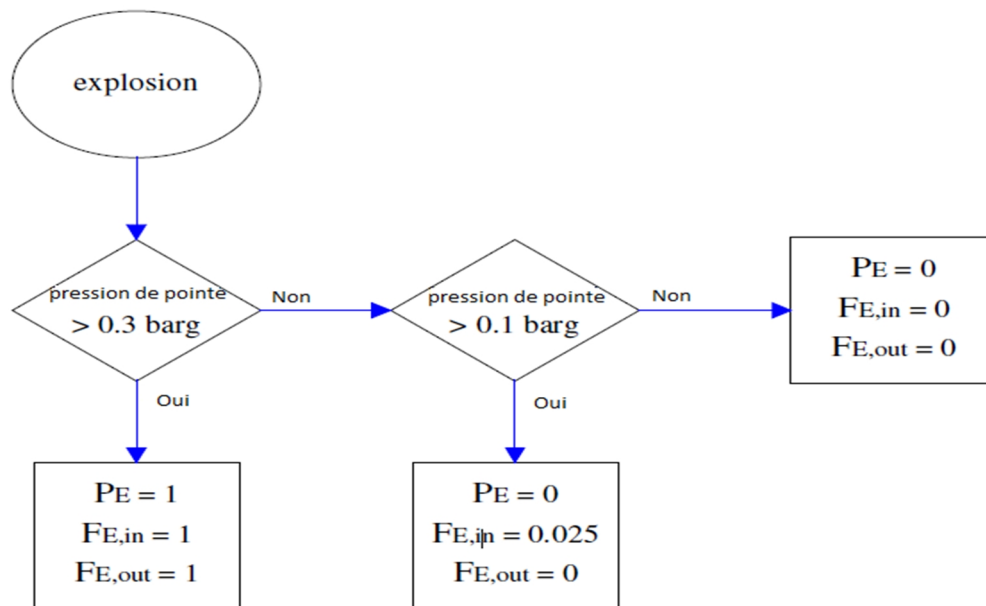 explosion
pression de pointe
> 0.3 barg
Non
pression de pointe
> 0.1 barg
Non
PE = 0
FE,in = 0
FE,out = 0
Oui
Oui
PE = 1
FE,in = 1
FE,out = 1
PE = 0
FE,in = 0.025
FE,out = 0